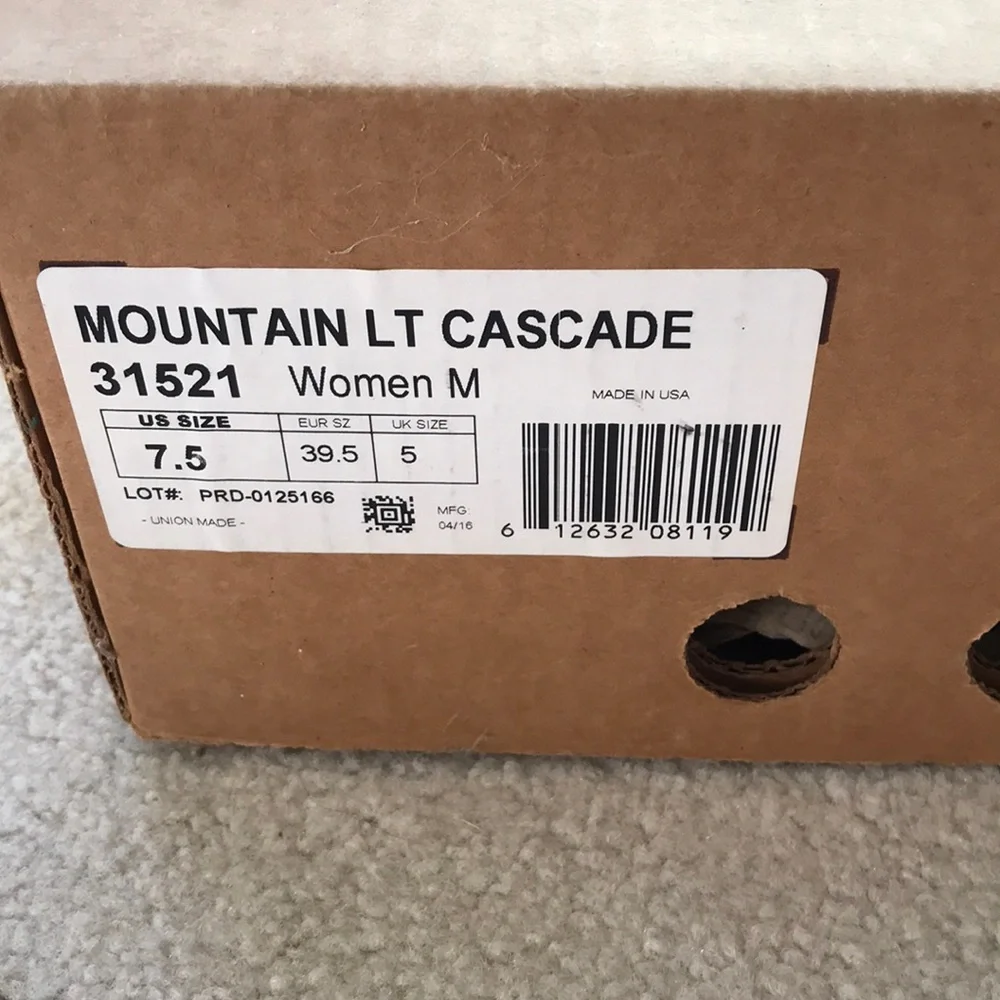 MOUNTAIN LT CASCADE
31521 Women M
MADE IN USA
US SIZE EUR SZ UK SIZE
7.5 39.5 5
LOT#: PRD-0125166
- UNION MADE -
MFG:
04/16
6 12632 08119